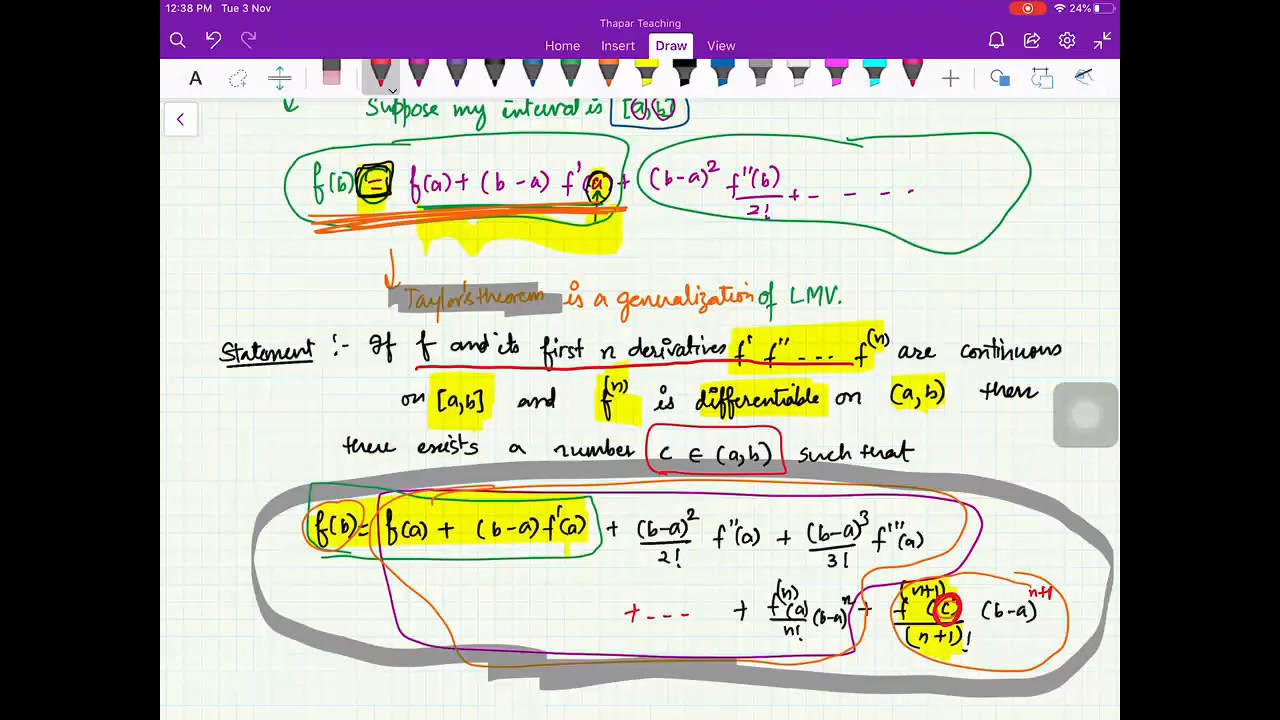 12:38 PM Tue 3 Nov
24%
Thapar Teaching
Home Insert Draw View
A
Suppose my interval is [a,b]
f(b) = f(a) + (b-a) f'(a) + (b-a)² f''(b)/2! + - - - - .
Taylor's theorem is a generalization of LMV.
Statement :- If f and its first n derivatives f' f'' ... f⁽ⁿ⁾ are continuous
on [a,b] and f⁽ⁿ⁾ is differentiable on (a,b) then
there exists a number c ∈ (a,b) such that
f(b) = f(a) + (b-a) f'(a) + (b-a)²/2! f''(a) + (b-a)³/3! f'''(a)
+ - - - + f⁽ⁿ⁾(a)/n! (b-a)ⁿ + f⁽ⁿ⁺¹⁾(c)/(n+1)! (b-a)ⁿ⁺¹